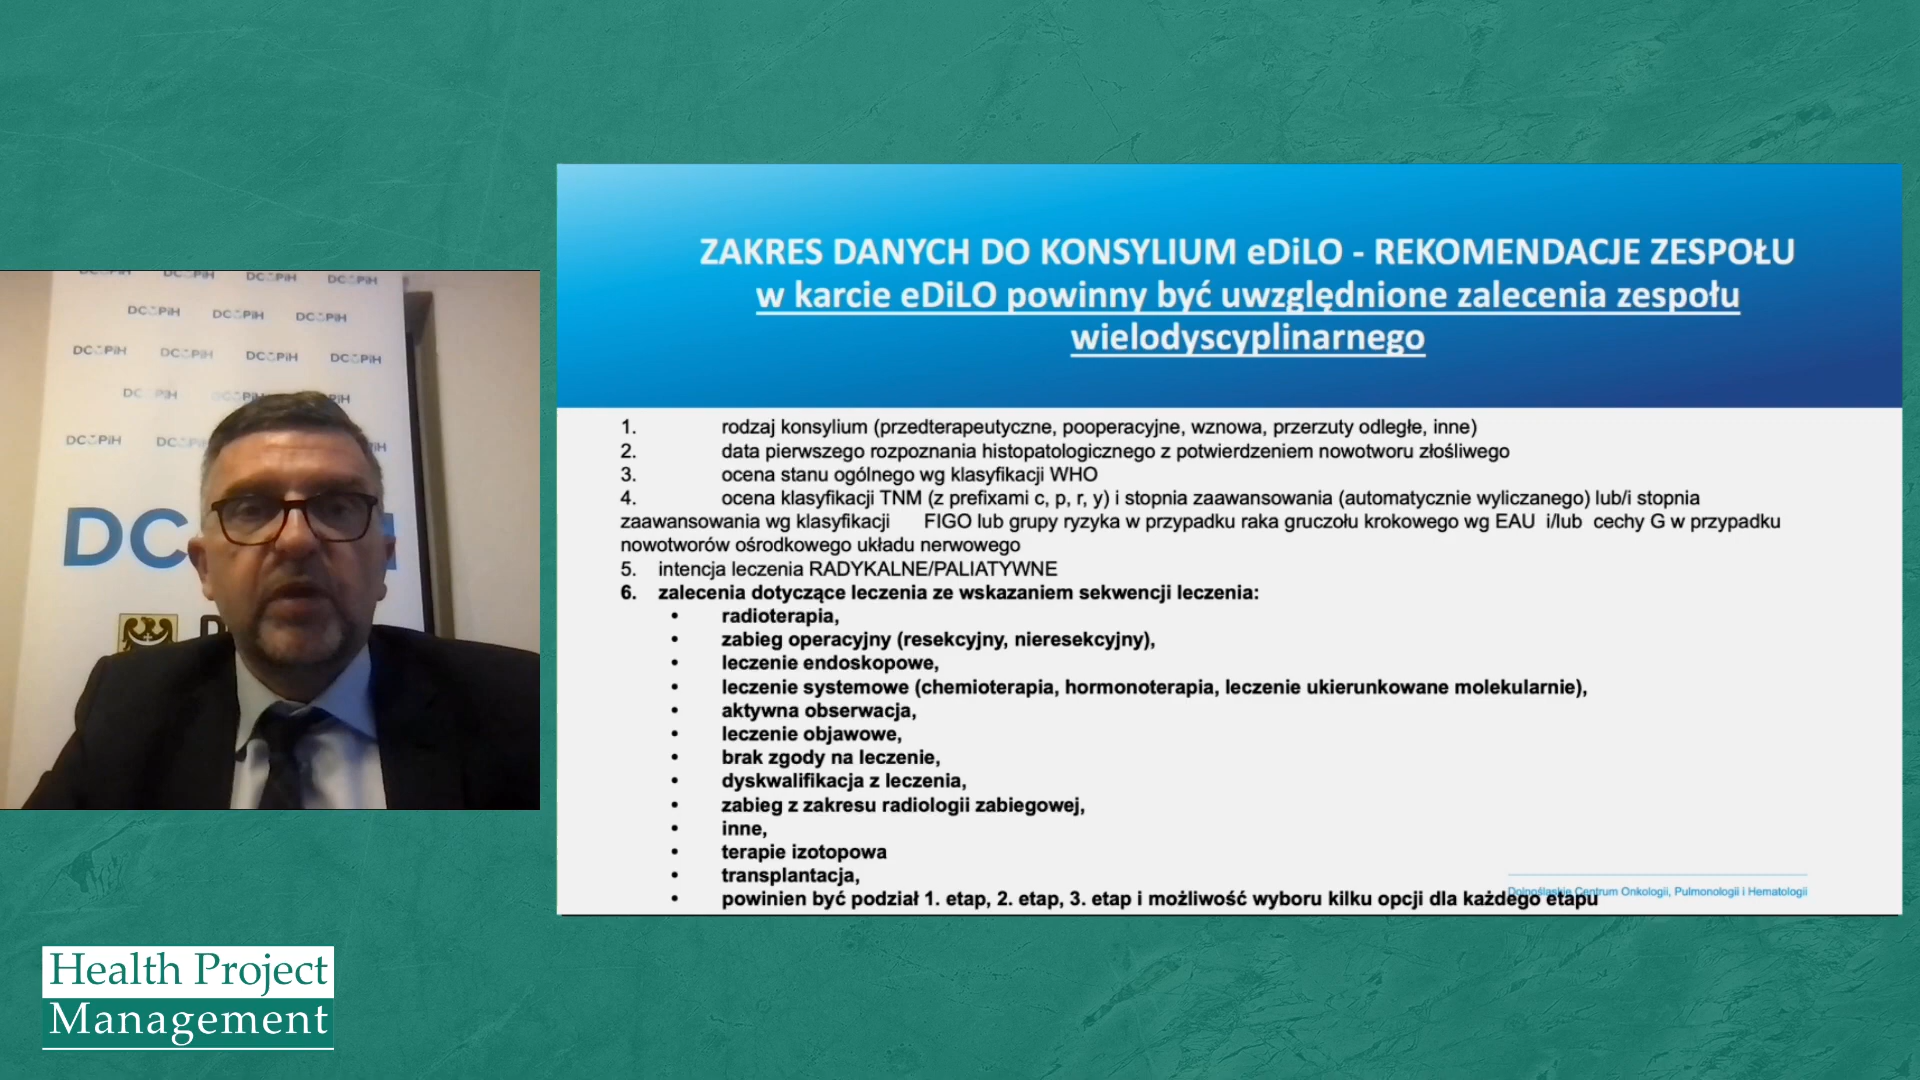 ZAKRES DANYCH DO KONSYLIUM eDiLO - REKOMENDACJE ZESPOŁU
w karcie eDiLO powinny być uwzględnione zalecenia zespołu
wielodyscyplinarnego
1. rodzaj konsylium (przedterapeutyczne, pooperacyjne, wznowa, przerzuty odległe, inne)
2. data pierwszego rozpoznania histopatologicznego z potwierdzeniem nowotworu złośliwego
3. ocena stanu ogólnego wg klasyfikacji WHO
4. ocena klasyfikacji TNM (z prefixami c, p, r, y) i stopnia zaawansowania (automatycznie wyliczanego) lub/i stopnia
zaawansowania wg klasyfikacji FIGO lub grupy ryzyka w przypadku raka gruczołu krokowego wg EAU i/lub cechy G w przypadku
nowotworów ośrodkowego układu nerwowego
5. intencja leczenia RADYKALNE/PALIATYWNE
6. zalecenia dotyczące leczenia ze wskazaniem sekwencji leczenia:
• radioterapia,
• zabieg operacyjny (resekcyjny, nieresekcyjny),
• leczenie endoskopowe,
• leczenie systemowe (chemioterapia, hormonoterapia, leczenie ukierunkowane molekularnie),
• aktywna obserwacja,
• leczenie objawowe,
• brak zgody na leczenie,
• dyskwalifikacja z leczenia,
• zabieg z zakresu radiologii zabiegowej,
• inne,
• terapie izotopowa
• transplantacja,
• powinien być podział 1. etap, 2. etap, 3. etap i możliwość wyboru kilku opcji dla każdego etapu
Dolnośląskie Centrum Onkologii, Pulmonologii i Hematologii
Health Project
Management